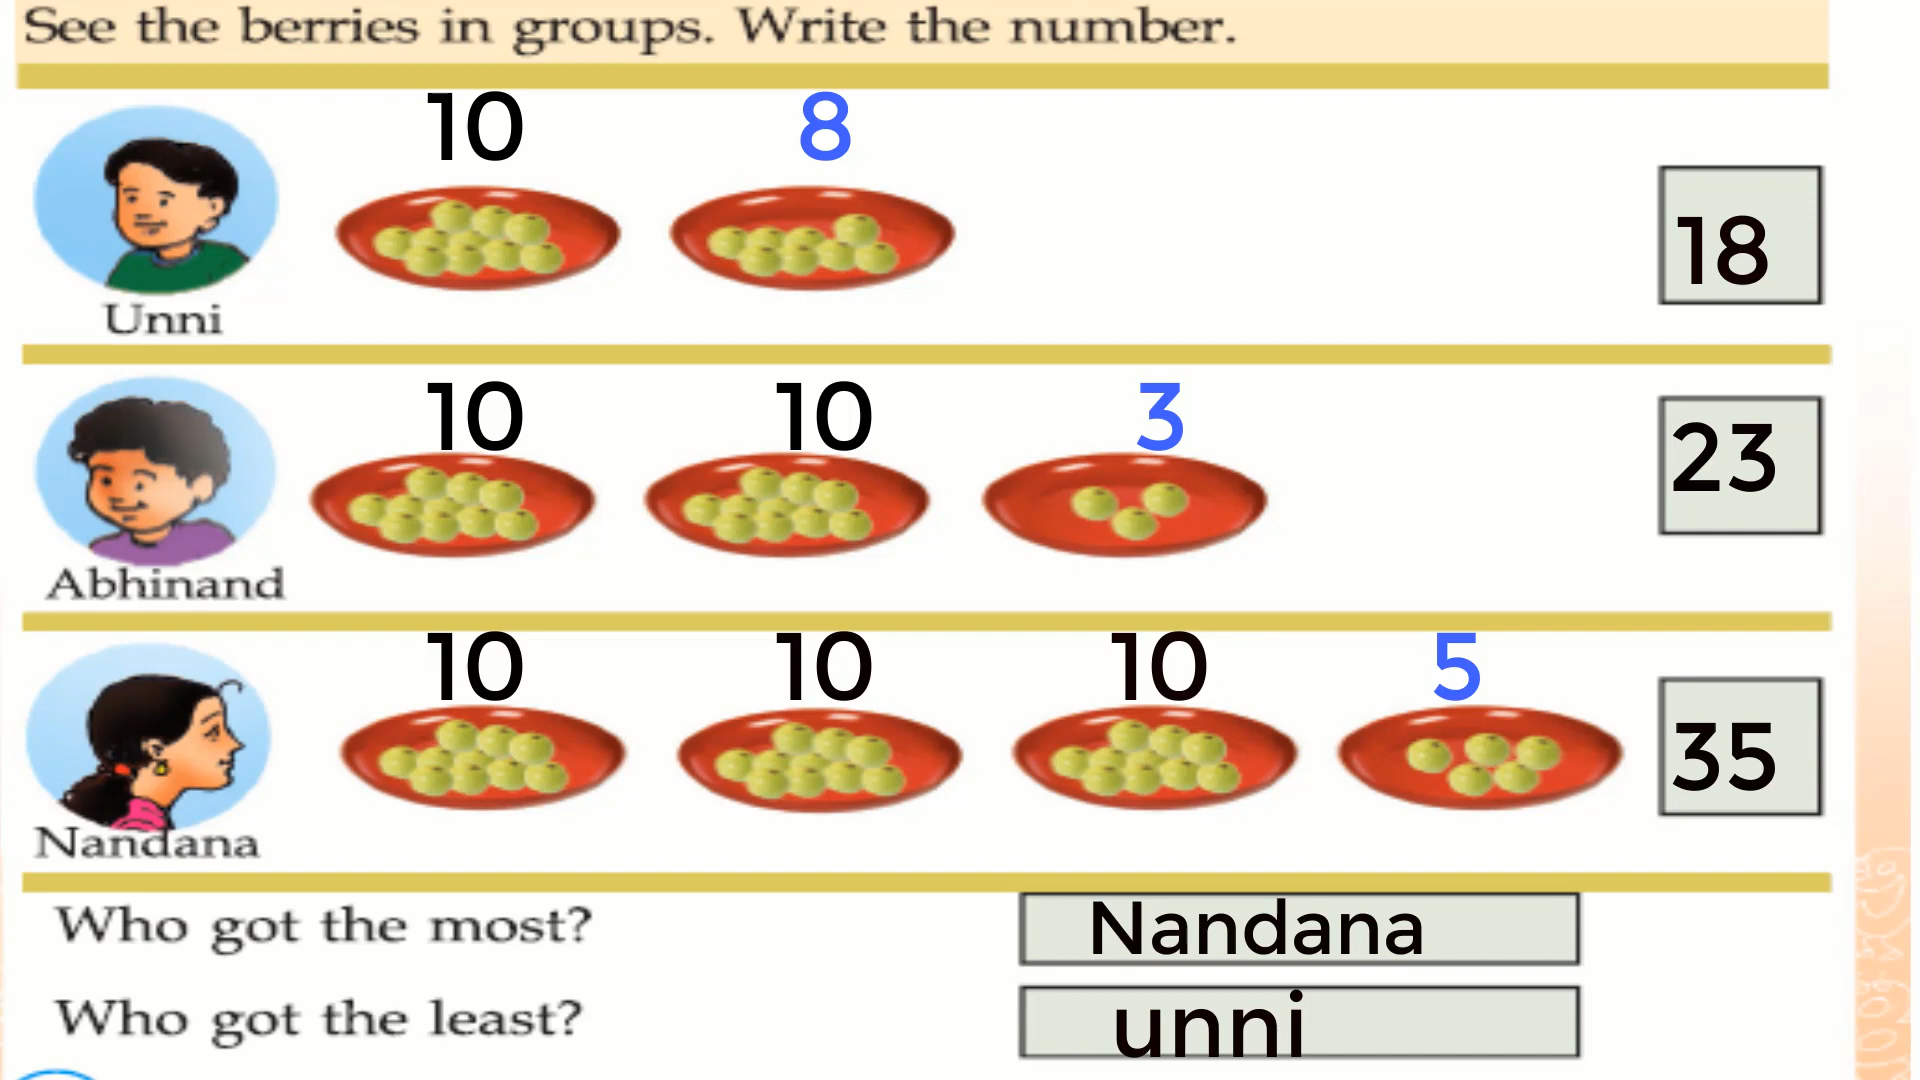 See the berries in groups. Write the number.
10 8
18
Unni
10 10 3
23
Abhinand
10 10 10 5
35
Nandana
Who got the most? Nandana
Who got the least? unni